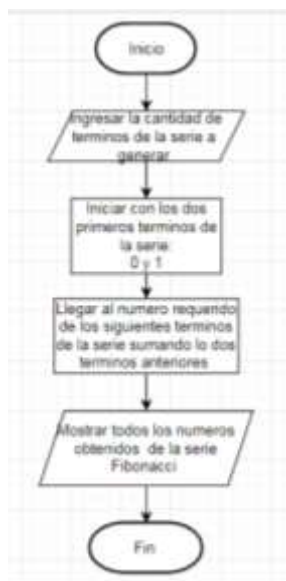 Inicio
Ingresar la cantidad de
terminos de la serie a
generar
Iniciar con los dos
primeros terminos de
la serie:
0 y 1
Llegar al numero requerido
de los siguientes terminos
de la serie sumando lo dos
terminos anteriores
Mostrar todos los numeros
obtenidos de la serie
Fibonacci
Fin